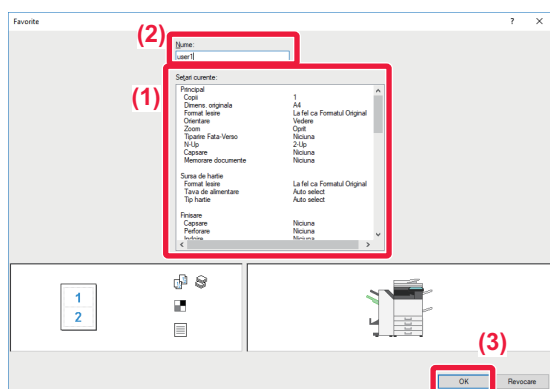 Favorite ? X
(2)
Nume:
user1
(1)
Setari curente:
Principal
Copii 1
Dimens. originala A4
Format Iesire La fel ca Formatul Original
Orientare Vedere
Zoom Oprit
Tiparire Fata-Verso Niciuna
N-Up 2-Up
Capsare Niciuna
Memorare documente Niciuna
Sursa de hartie
Format Iesire La fel ca Formatul Original
Tava de alimentare Auto select
Tip hartie Auto select
Finisare
Capsare Niciuna
Perforare Niciuna
Indoire Niciuna
1
2
(3)
OK Revocare